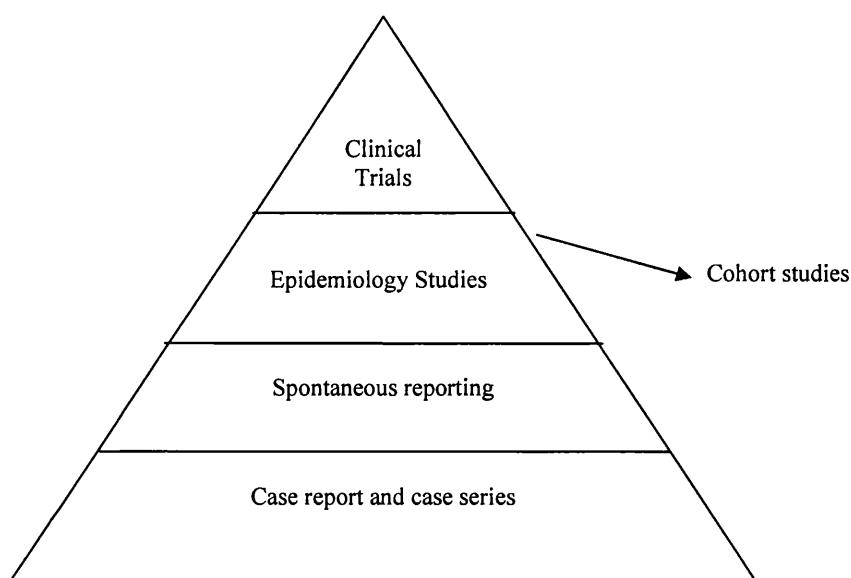 Clinical
Trials
Epidemiology Studies
Cohort studies
Spontaneous reporting
Case report and case series